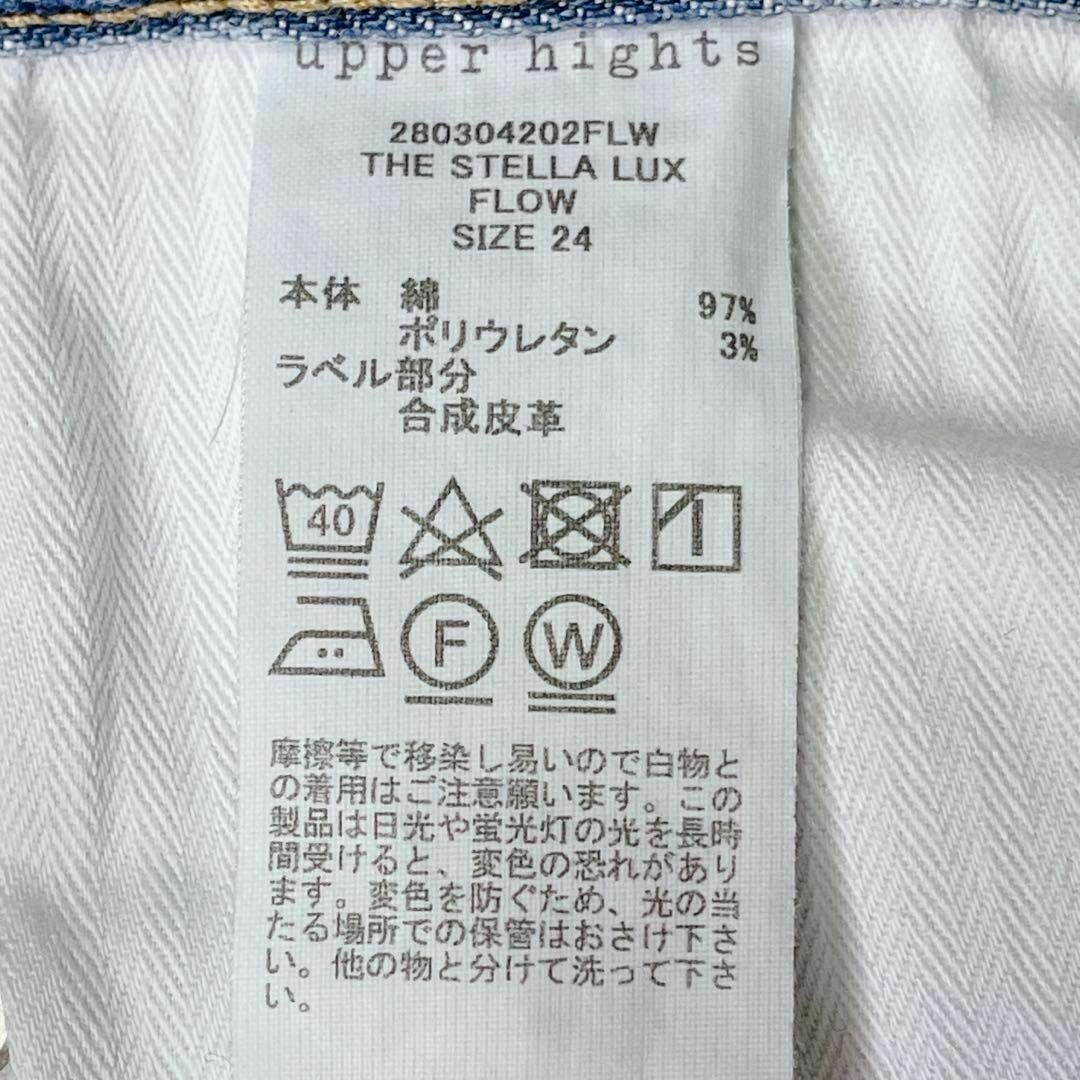 upper hights
280304202FLW
THE STELLA LUX
FLOW
SIZE 24
本体 綿 97%
ポリウレタン 3%
ラベル部分
合成皮革
40
F W
摩擦等で移染し易いので白物と
の着用はご注意願います。この
製品は日光や蛍光灯の光を長時
間受けると、変色の恐れがあり
ます。変色を防ぐため、光の当
たる場所での保管はおさけ下さ
い。他の物と分けて洗って下さ
い。